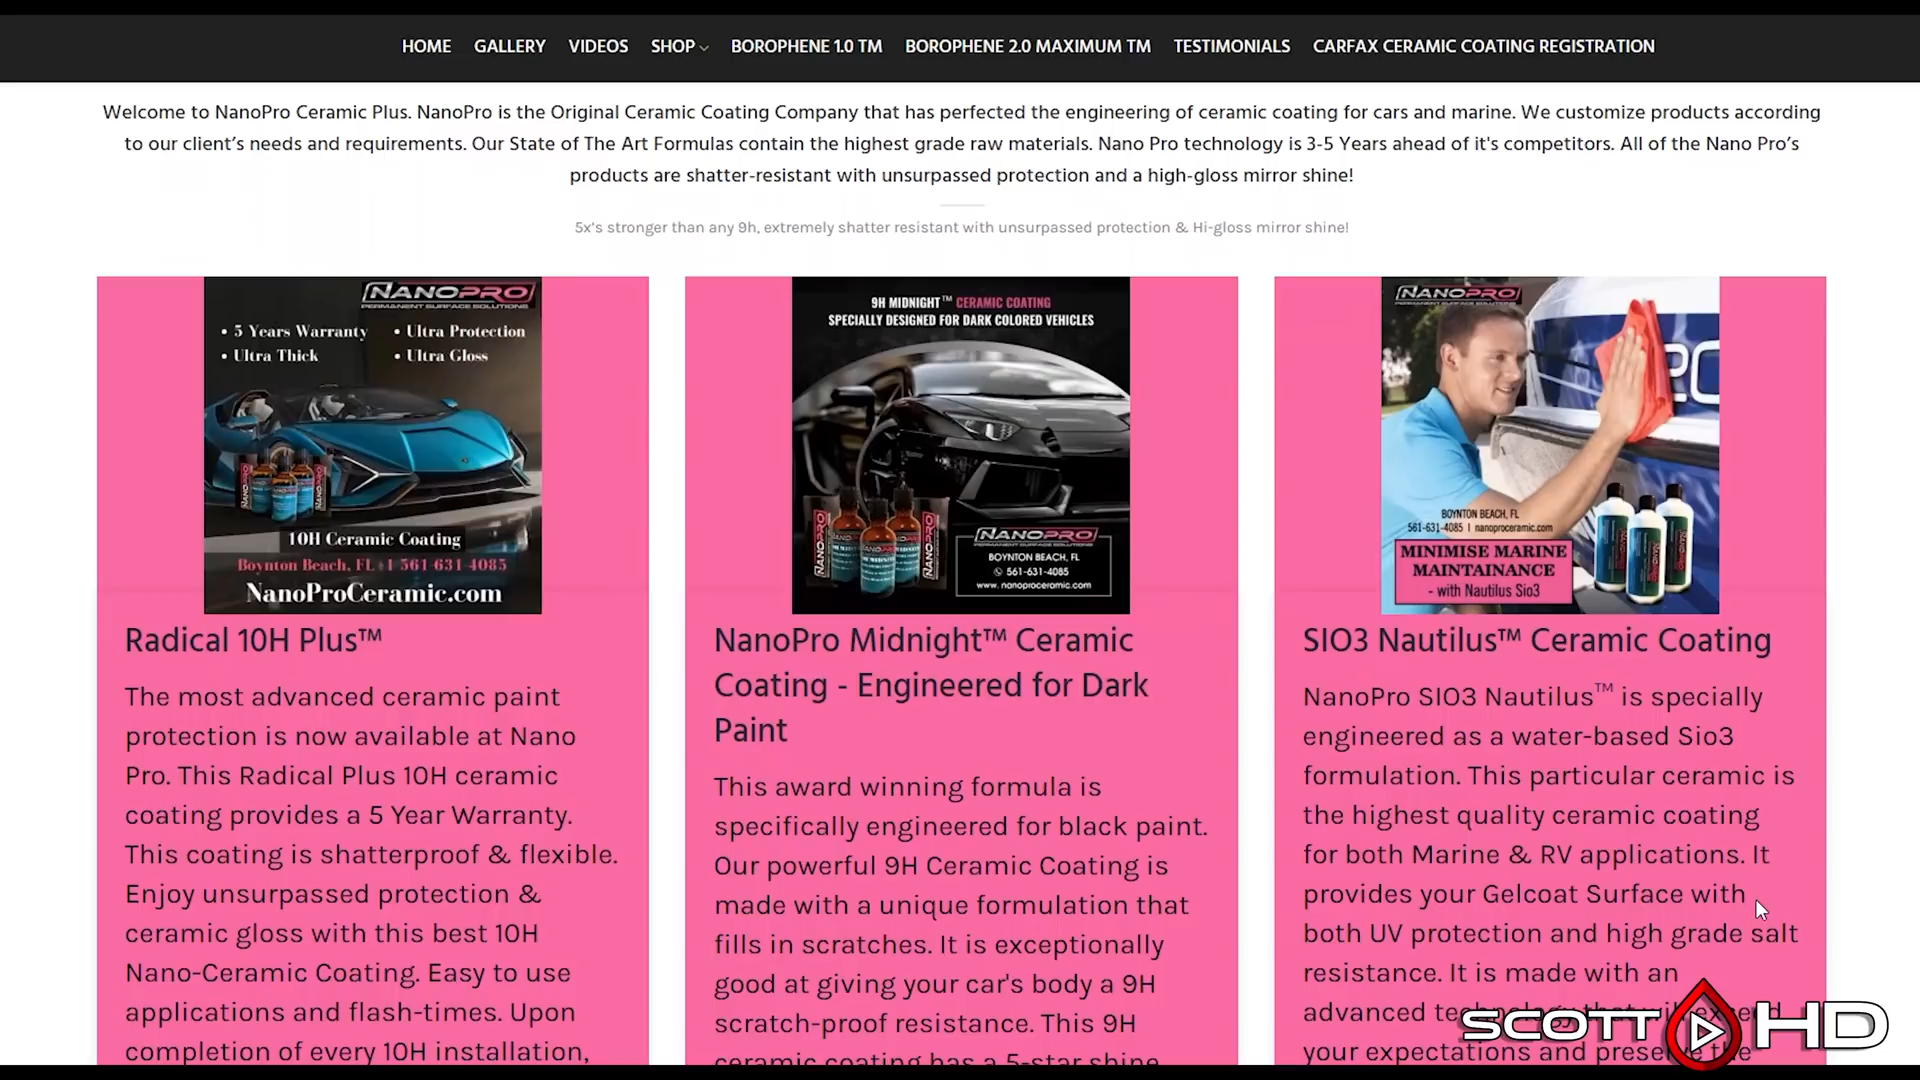 HOME GALLERY VIDEOS SHOP BOROPHENE 1.0 TM BOROPHENE 2.0 MAXIMUM TM TESTIMONIALS CARFAX CERAMIC COATING REGISTRATION
Welcome to NanoPro Ceramic Plus. NanoPro is the Original Ceramic Coating Company that has perfected the engineering of ceramic coating for cars and marine. We customize products according
to our client’s needs and requirements. Our State of The Art Formulas contain the highest grade raw materials. Nano Pro technology is 3-5 Years ahead of it's competitors. All of the Nano Pro’s
products are shatter-resistant with unsurpassed protection and a high-gloss mirror shine!
5x's stronger than any 9h, extremely shatter resistant with unsurpassed protection & Hi-gloss mirror shine!
NANOPRO
PERMANENT SURFACE SOLUTIONS
• 5 Years Warranty • Ultra Protection
• Ultra Thick • Ultra Gloss
10H Ceramic Coating
Boynton Beach, FL +1 561-631-4085
NanoProCeramic.com
Radical 10H Plus™
The most advanced ceramic paint
protection is now available at Nano
Pro. This Radical Plus 10H ceramic
coating provides a 5 Year Warranty.
This coating is shatterproof & flexible.
Enjoy unsurpassed protection &
ceramic gloss with this best 10H
Nano-Ceramic Coating. Easy to use
applications and flash-times. Upon
completion of every 10H installation,
9H MIDNIGHT™ CERAMIC COATING
SPECIALLY DESIGNED FOR DARK COLORED VEHICLES
NANOPRO
BOYNTON BEACH, FL
561-631-4085
www. nanoproceramic.com
NanoPro Midnight™ Ceramic
Coating - Engineered for Dark
Paint
This award winning formula is
specifically engineered for black paint.
Our powerful 9H Ceramic Coating is
made with a unique formulation that
fills in scratches. It is exceptionally
good at giving your car's body a 9H
scratch-proof resistance. This 9H
ceramic coating has a 5-star shine
NANOPRO
BOYNTON BEACH, FL
561-631-4085 | nanoproceramic.com
MINIMISE MARINE
MAINTAINANCE
- with Nautilus Sio3
SIO3 Nautilus™ Ceramic Coating
NanoPro SIO3 Nautilus™ is specially
engineered as a water-based Sio3
formulation. This particular ceramic is
the highest quality ceramic coating
for both Marine & RV applications. It
provides your Gelcoat Surface with
both UV protection and high grade salt
resistance. It is made with an
advanced technology that will exceed
your expectations and preserve the
SCOTT HD